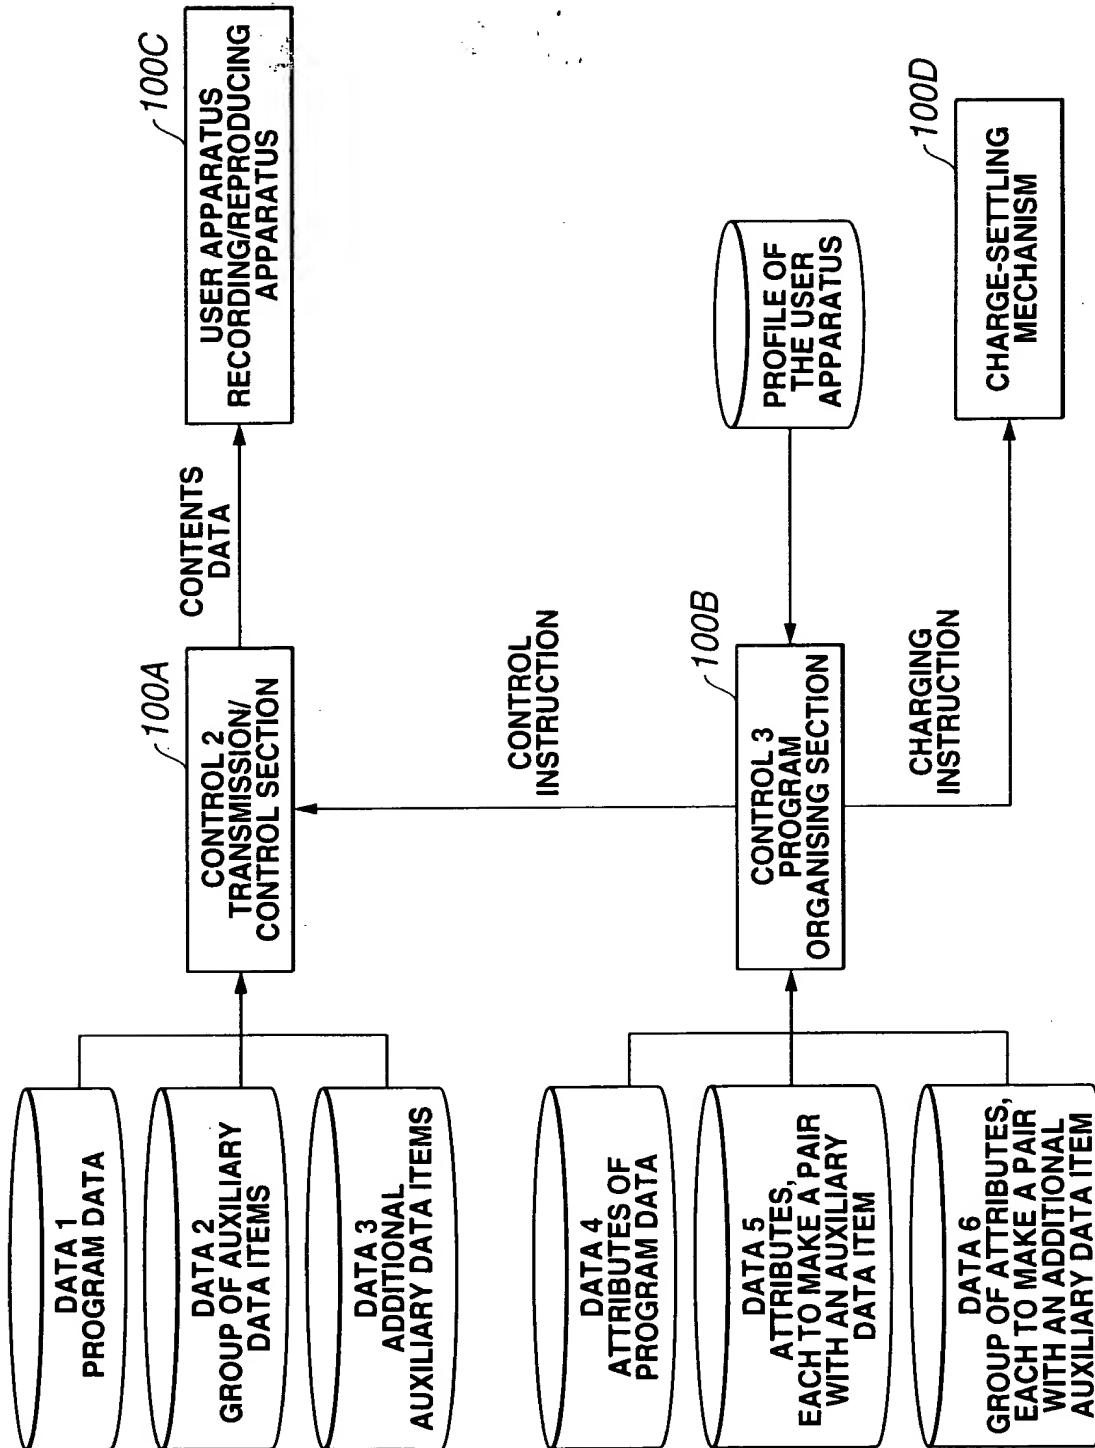 DATA 1
PROGRAM DATA
DATA 2
GROUP OF AUXILIARY
DATA ITEMS
DATA 3
ADDITIONAL
AUXILIARY DATA ITEMS
100A
CONTROL 2
TRANSMISSION/
CONTROL SECTION
CONTENTS
DATA
100C
USER APPARATUS
RECORDING/REPRODUCING
APPARATUS
CONTROL
INSTRUCTION
DATA 4
ATTRIBUTES OF
PROGRAM DATA
DATA 5
ATTRIBUTES,
EACH TO MAKE A PAIR
WITH AN AUXILIARY
DATA ITEM
DATA 6
GROUP OF ATTRIBUTES,
EACH TO MAKE A PAIR
WITH AN ADDITIONAL
AUXILIARY DATA ITEM
100B
CONTROL 3
PROGRAM
ORGANISING SECTION
PROFILE OF
THE USER
APPARATUS
CHARGING
INSTRUCTION
100D
CHARGE-SETTLING
MECHANISM